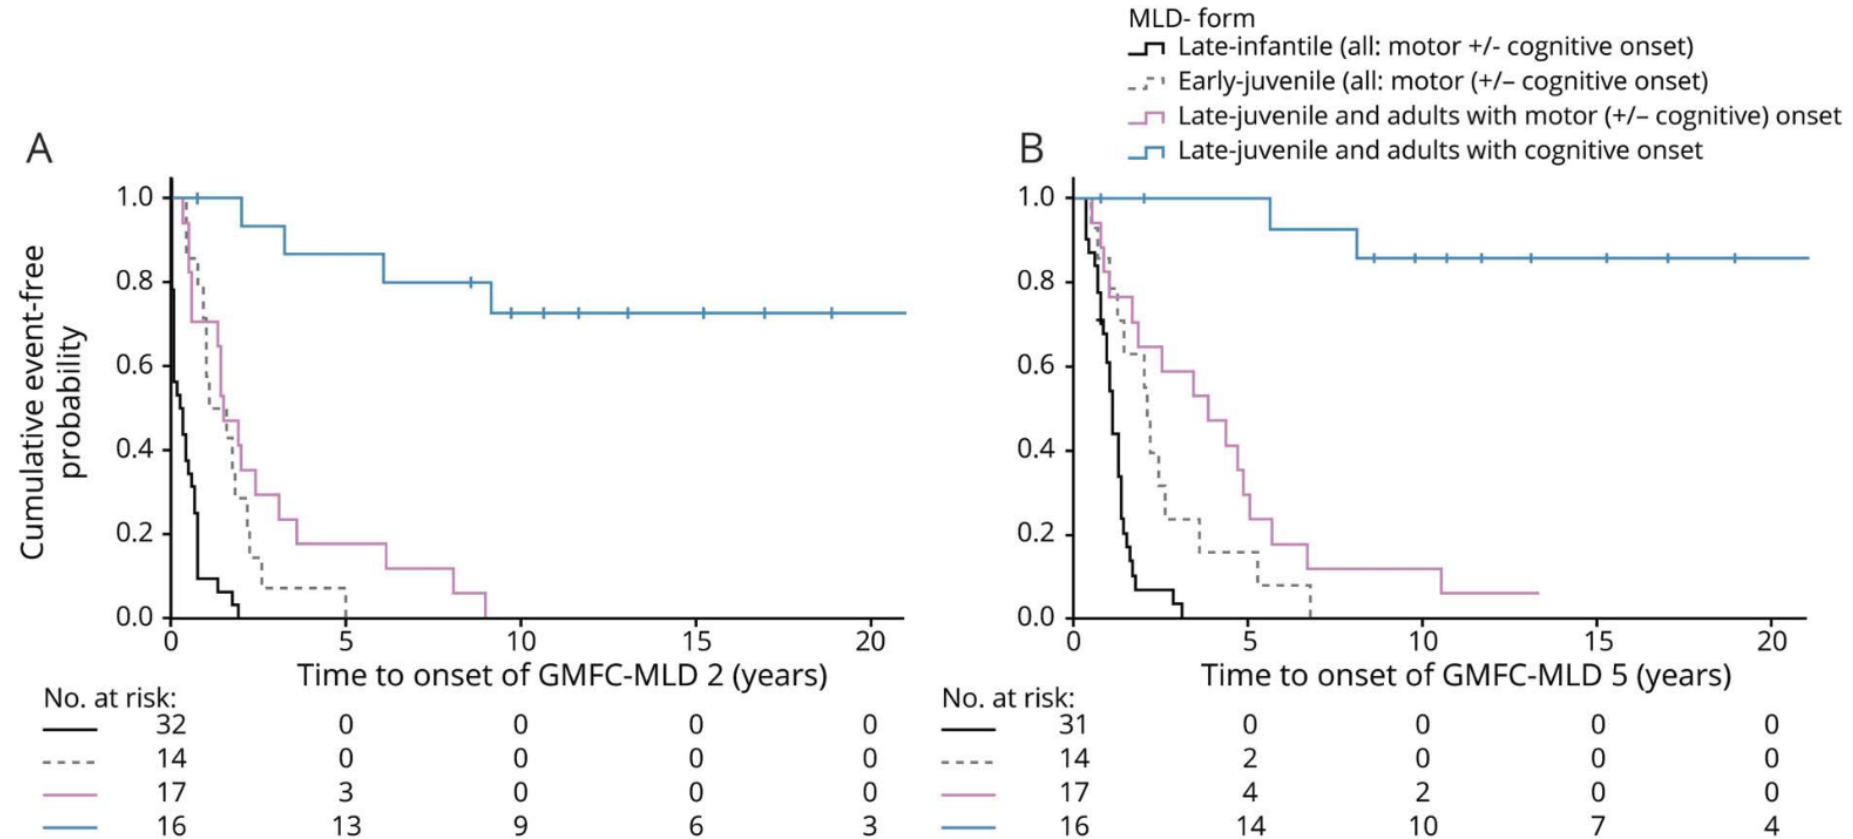 MLD- form
Late-infantile (all: motor +/- cognitive onset)
Early-juvenile (all: motor (+/– cognitive onset)
Late-juvenile and adults with motor (+/– cognitive) onset
Late-juvenile and adults with cognitive onset
A
Cumulative event-free
probability
1.0
0.8
0.6
0.4
0.2
0.0
0 5 10 15 20
Time to onset of GMFC-MLD 2 (years)
No. at risk:
32 0 0 0 0
14 0 0 0 0
17 3 0 0 0
16 13 9 6 3
B
1.0
0.8
0.6
0.4
0.2
0.0
0 5 10 15 20
Time to onset of GMFC-MLD 5 (years)
No. at risk:
31 0 0 0 0
14 2 0 0 0
17 4 2 0 0
16 14 10 7 4